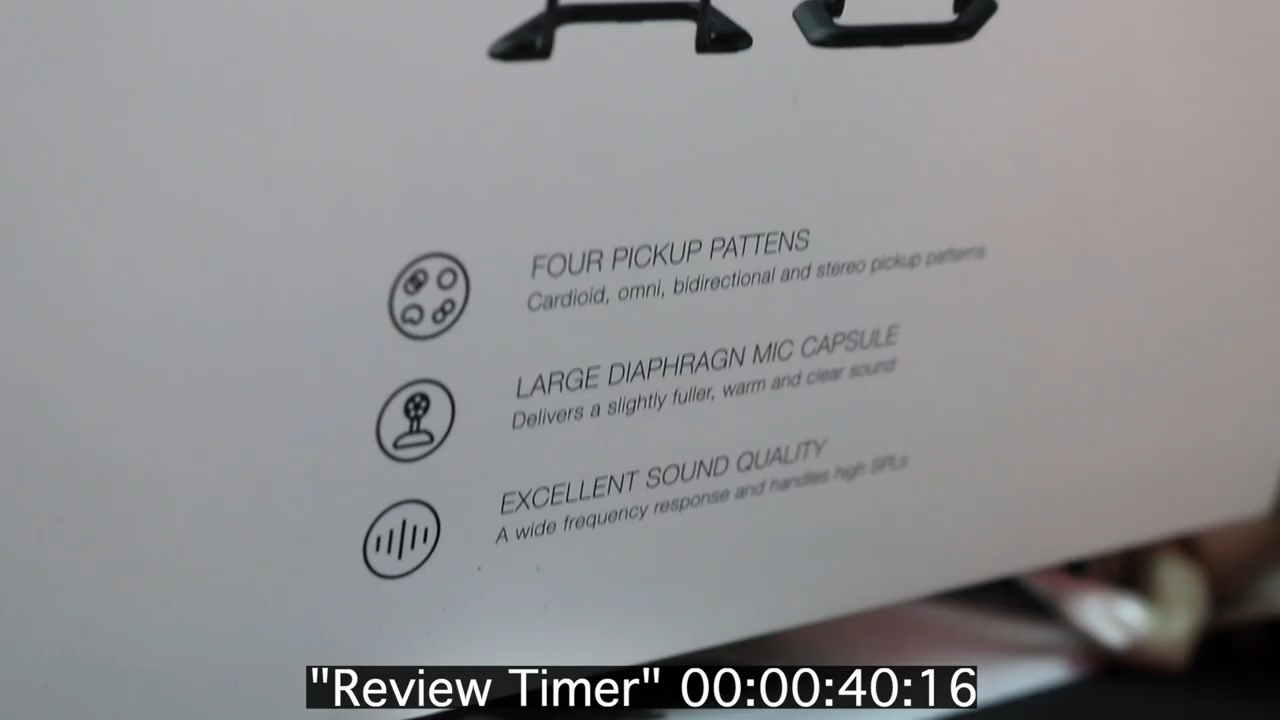 FOUR PICKUP PATTENS
Cardioid, omni, bidirectional and stereo pickup patterns
LARGE DIAPHRAGN MIC CAPSULE
Delivers a slightly fuller, warm and clear sound
EXCELLENT SOUND QUALITY
A wide frequency response and handles high SPLs
"Review Timer" 00:00:40:16